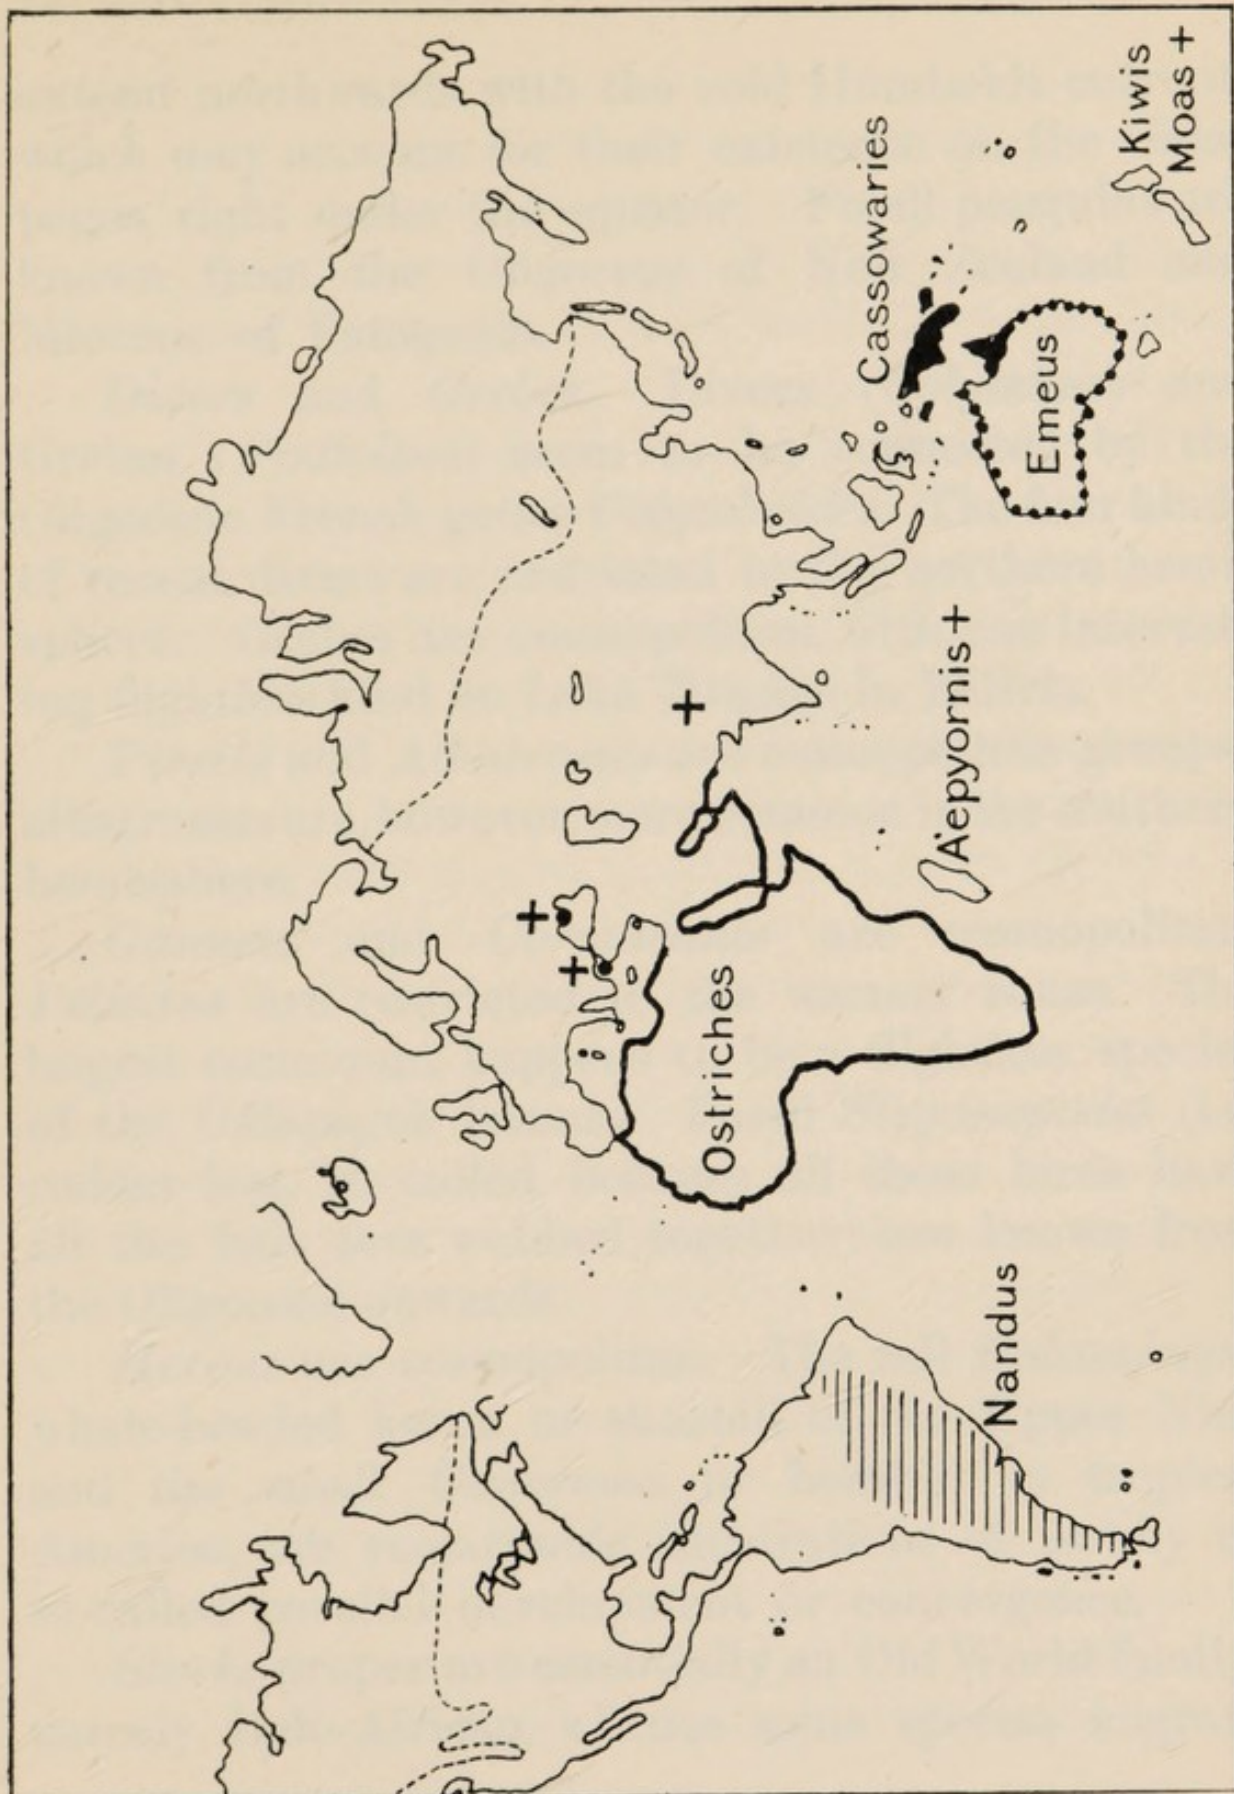 Kiwis
Moas +
Cassowaries
Emeus
Aepyornis +
+
+
+
Ostriches
Nandus